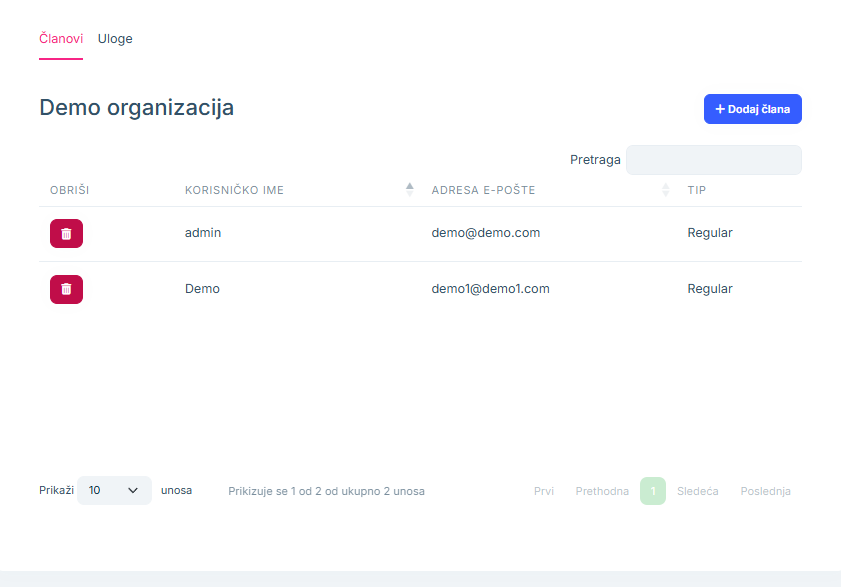 Članovi Uloge
Demo organizacija
+ Dodaj člana
Pretraga
OBRIŠI KORISNIČKO IME ADRESA E-POŠTE TIP
admin demo@demo.com Regular
Demo demo1@demo1.com Regular
Prikaži 10 unosa Prikizuje se 1 od 2 od ukupno 2 unosa Prvi Prethodna 1 Sledeća Poslednja